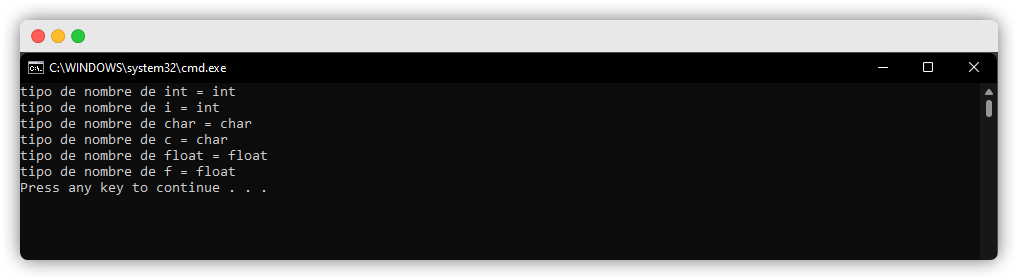 C:\WINDOWS\system32\cmd.exe
tipo de nombre de int = int
tipo de nombre de i = int
tipo de nombre de char = char
tipo de nombre de c = char
tipo de nombre de float = float
tipo de nombre de f = float
Press any key to continue . . .